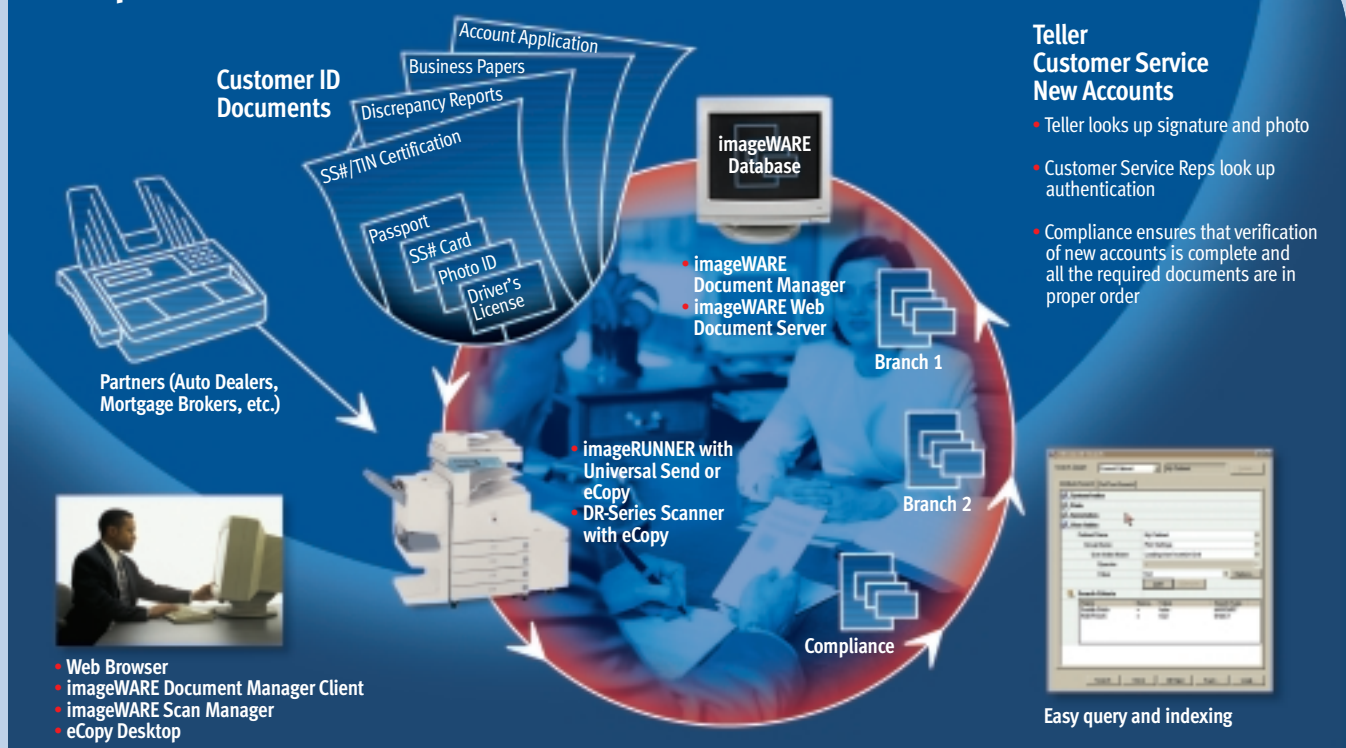 Customer ID
Documents
Account Application
Business Papers
Discrepancy Reports
SS#/TIN Certification
Passport
SS# Card
Photo ID
Driver's
License
Partners (Auto Dealers,
Mortgage Brokers, etc.)
imageWARE
Database
• imageWARE
Document Manager
• imageWARE Web
Document Server
• imageRUNNER with
Universal Send or
eCopy
• DR-Series Scanner
with eCopy
Branch 1
Branch 2
Compliance
Teller
Customer Service
New Accounts
• Teller looks up signature and photo
• Customer Service Reps look up
authentication
• Compliance ensures that verification
of new accounts is complete and
all the required documents are in
proper order
• Web Browser
• imageWARE Document Manager Client
• imageWARE Scan Manager
• eCopy Desktop
Easy query and indexing